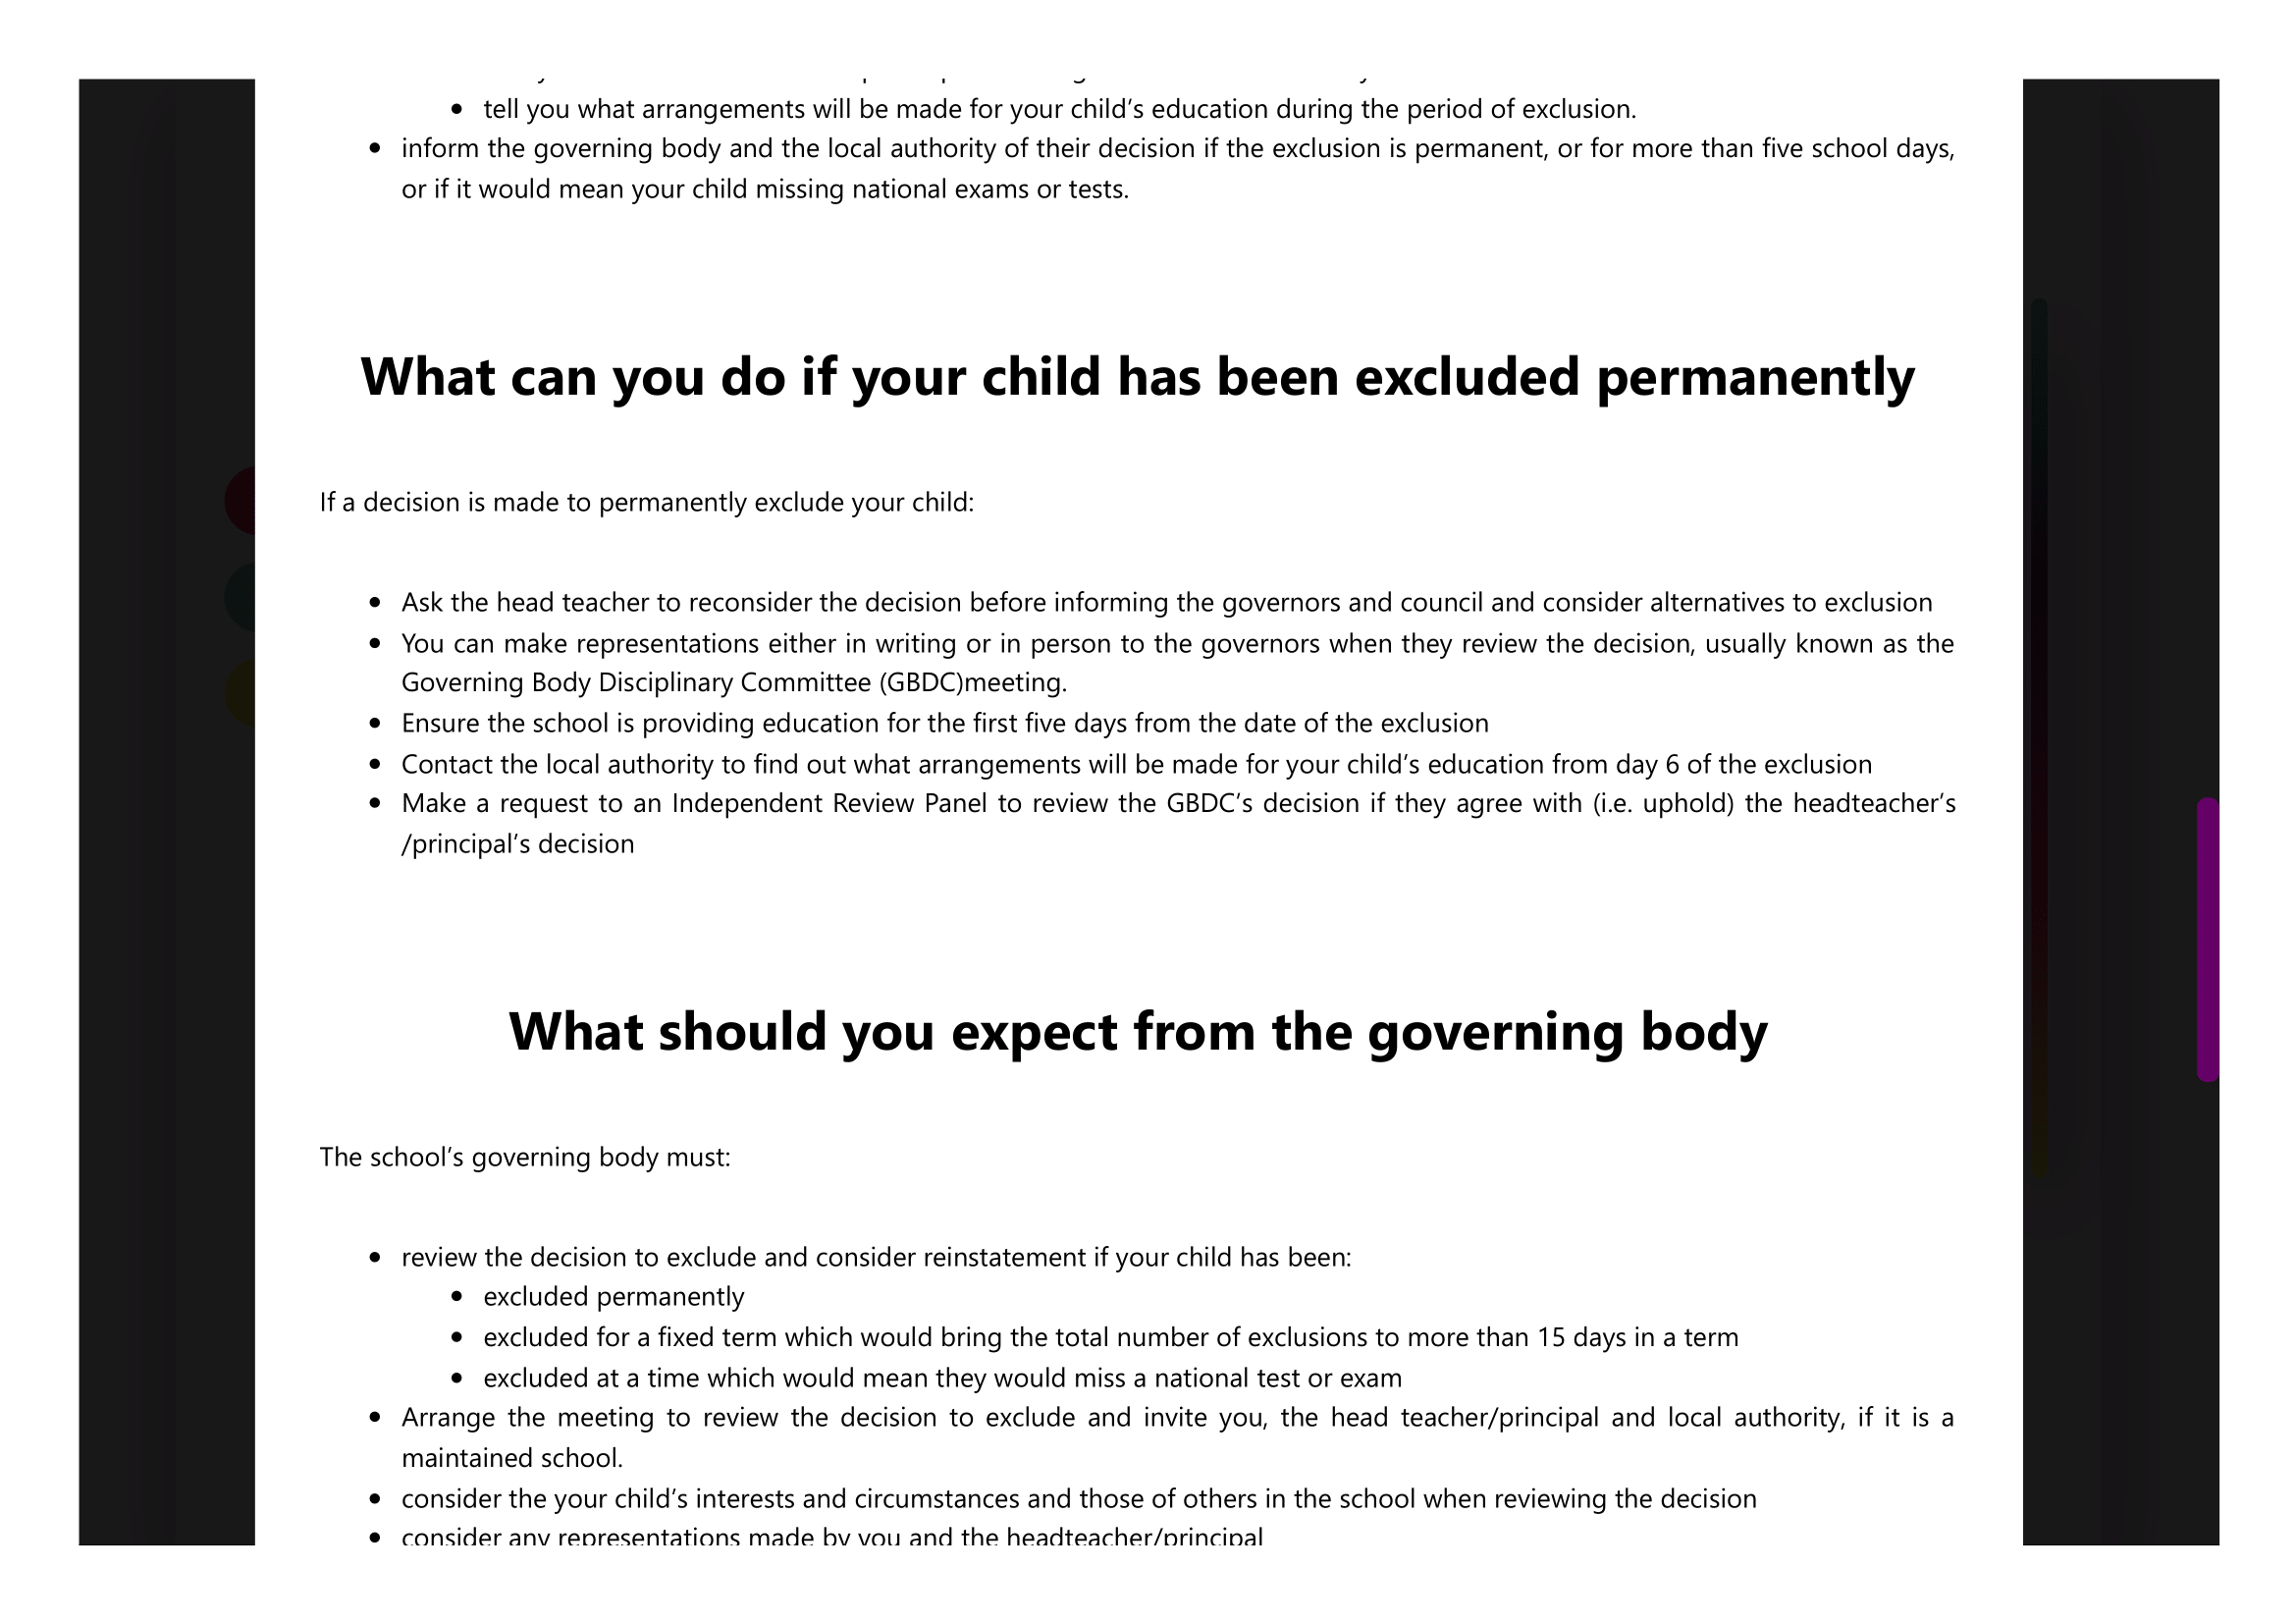 • tell you what arrangements will be made for your child’s education during the period of exclusion.
• inform the governing body and the local authority of their decision if the exclusion is permanent, or for more than five school days,
or if it would mean your child missing national exams or tests.
What can you do if your child has been excluded permanently
If a decision is made to permanently exclude your child:
• Ask the head teacher to reconsider the decision before informing the governors and council and consider alternatives to exclusion
• You can make representations either in writing or in person to the governors when they review the decision, usually known as the
Governing Body Disciplinary Committee (GBDC)meeting.
• Ensure the school is providing education for the first five days from the date of the exclusion
• Contact the local authority to find out what arrangements will be made for your child’s education from day 6 of the exclusion
• Make a request to an Independent Review Panel to review the GBDC’s decision if they agree with (i.e. uphold) the headteacher’s
/principal’s decision
What should you expect from the governing body
The school’s governing body must:
• review the decision to exclude and consider reinstatement if your child has been:
• excluded permanently
• excluded for a fixed term which would bring the total number of exclusions to more than 15 days in a term
• excluded at a time which would mean they would miss a national test or exam
• Arrange the meeting to review the decision to exclude and invite you, the head teacher/principal and local authority, if it is a
maintained school.
• consider the your child’s interests and circumstances and those of others in the school when reviewing the decision
• consider any representations made by you and the headteacher/principal